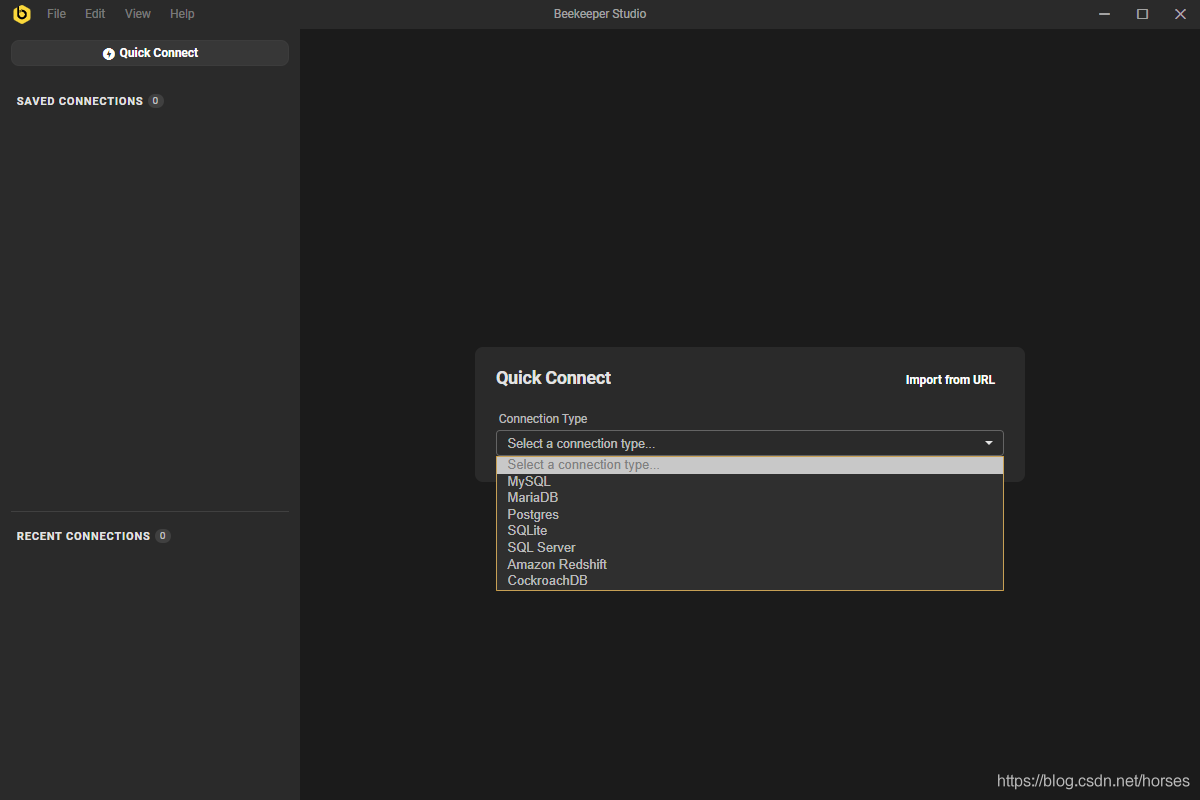 File Edit View Help Beekeeper Studio
Quick Connect
SAVED CONNECTIONS 0
RECENT CONNECTIONS 0
Quick Connect Import from URL
Connection Type
Select a connection type...
Select a connection type...
MySQL
MariaDB
Postgres
SQLite
SQL Server
Amazon Redshift
CockroachDB
https://blog.csdn.net/horses